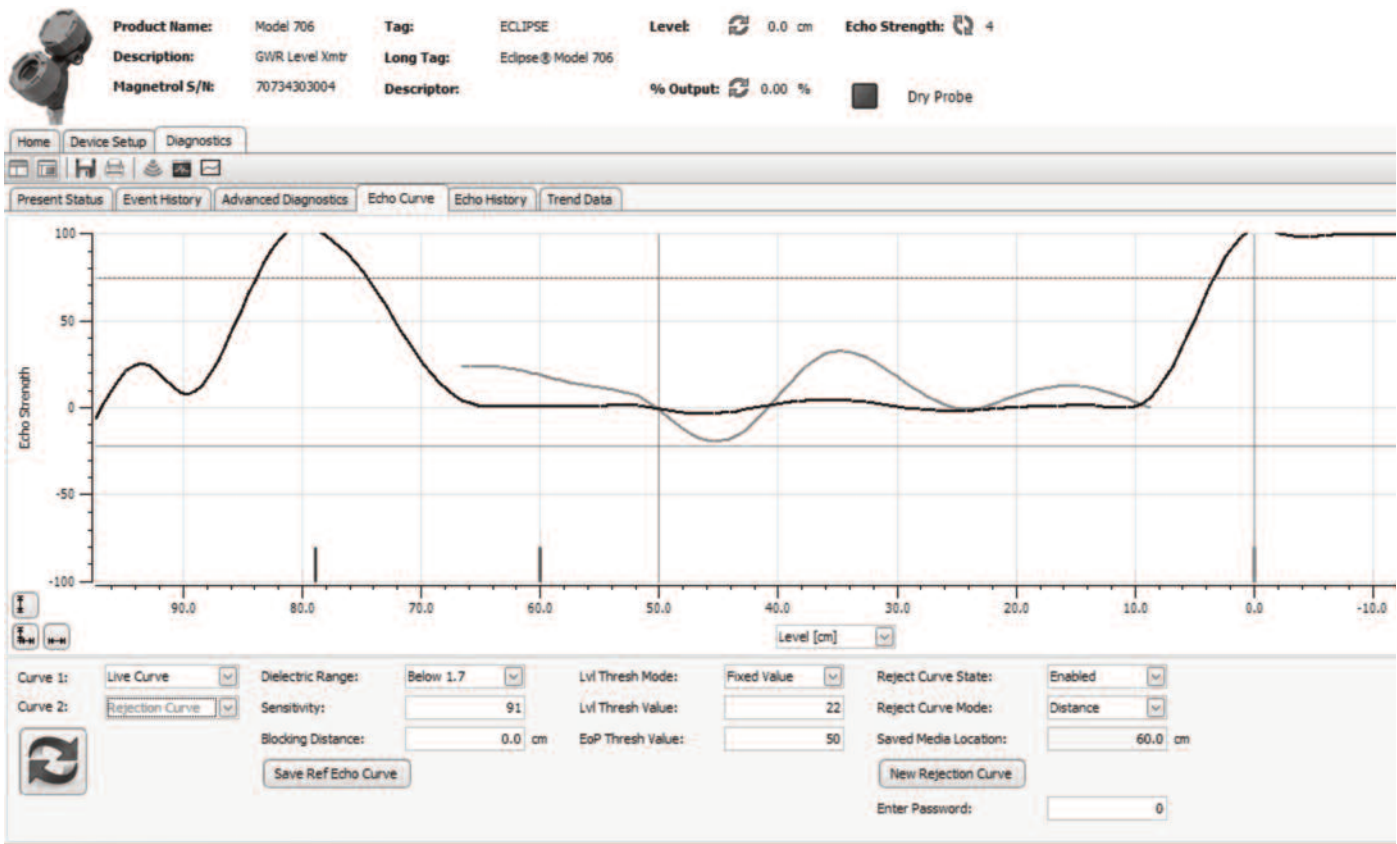 Product Name: Model 706 Tag: ECLIPSE Level: 0.0 cm Echo Strength: 4
Description: GWR Level Xmtr Long Tag: Eclipse® Model 706
Magnetrol S/N: 70734303004 Descriptor: % Output: 0.00 % Dry Probe
Home Device Setup Diagnostics
Present Status Event History Advanced Diagnostics Echo Curve Echo History Trend Data
100
50
0
-50
-100
Echo Strength
90.0 80.0 70.0 60.0 50.0 40.0 30.0 20.0 10.0 0.0 -10.0
Level [cm]
Curve 1: Live Curve Dielectric Range: Below 1.7 Lvl Thresh Mode: Fixed Value Reject Curve State: Enabled
Curve 2: Rejection Curve Sensitivity: 91 Lvl Thresh Value: 22 Reject Curve Mode: Distance
Blocking Distance: 0.0 cm EoP Thresh Value: 50 Saved Media Location: 60.0 cm
Save Ref Echo Curve New Rejection Curve
Enter Password: 0